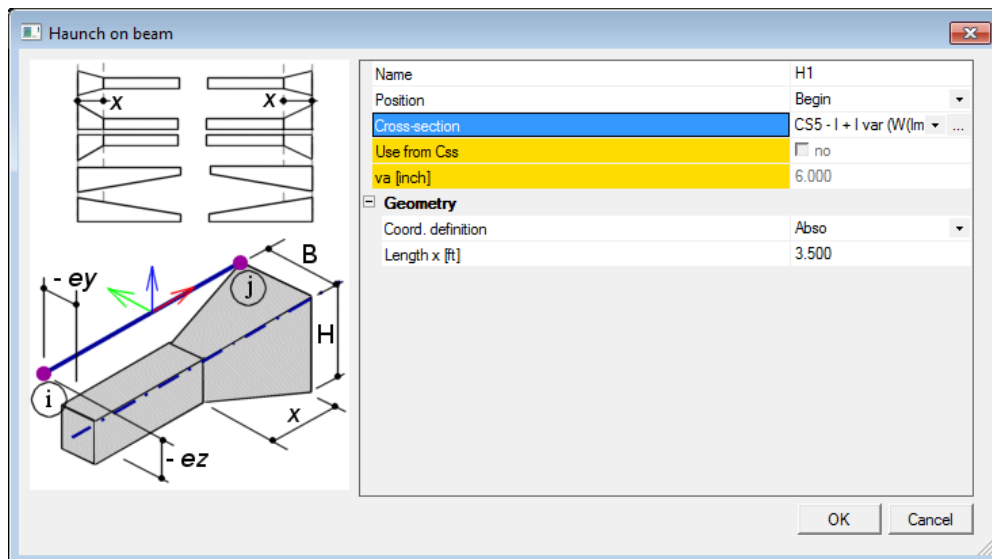 Haunch on beam
x
x
B
- ey
j
H
i
x
- ez
Name H1
Position Begin
Cross-section CS5 - I + I var (W(Im ...
Use from Css no
va [inch] 6.000
Geometry
Coord. definition Abso
Length x [ft] 3.500
OK Cancel